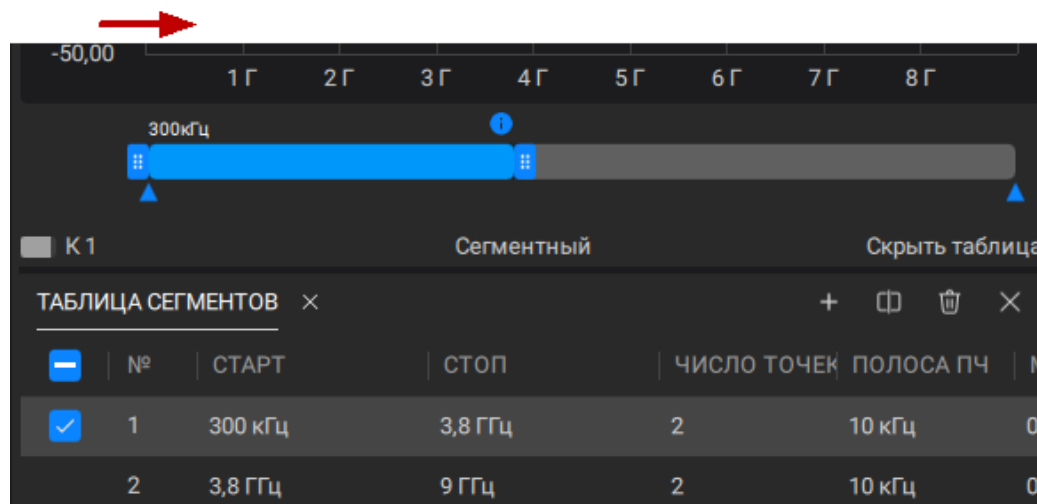 -50,00
1 Г 2 Г 3 Г 4 Г 5 Г 6 Г 7 Г 8 Г
300кГц
К 1 Сегментный Скрыть таблица
ТАБЛИЦА СЕГМЕНТОВ
№ СТАРТ СТОП ЧИСЛО ТОЧЕК ПОЛОСА ПЧ
1 300 кГц 3,8 ГГц 2 10 кГц 0
2 3,8 ГГц 9 ГГц 2 10 кГц 0